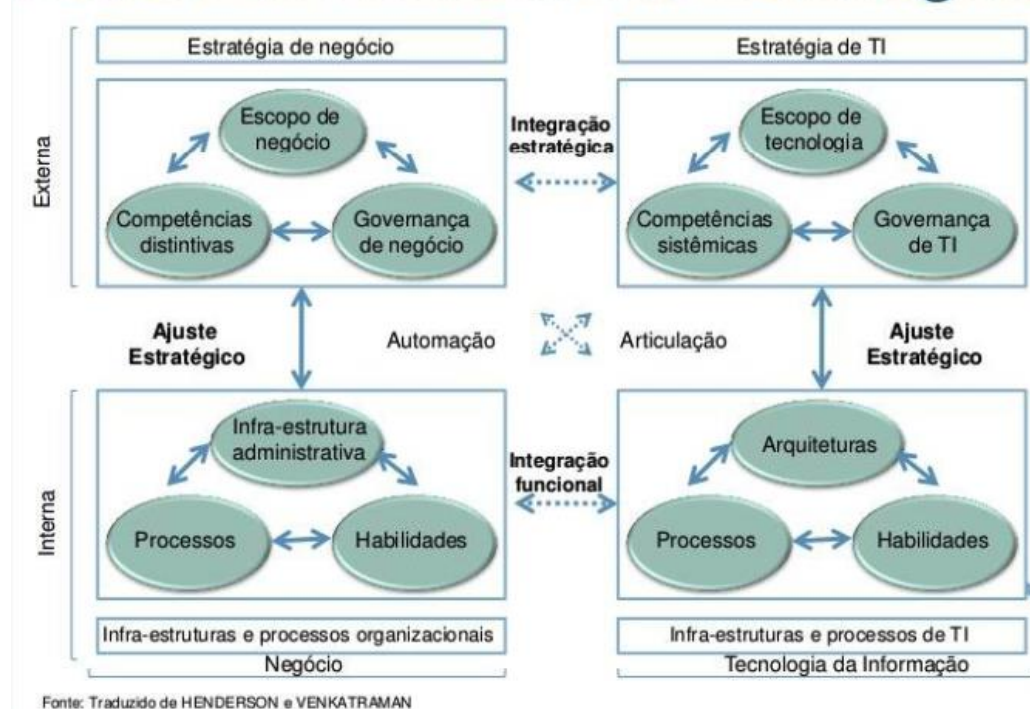 Estratégia de negócio
Estratégia de TI
Externa
Escopo de
negócio
Competências
distintivas
Governança
de negócio
Integração
estratégica
Escopo de
tecnologia
Competências
sistêmicas
Governança
de TI
Ajuste
Estratégico
Automação
Articulação
Ajuste
Estratégico
Interna
Infra-estrutura
administrativa
Processos
Habilidades
Integração
funcional
Arquiteturas
Processos
Habilidades
Infra-estruturas e processos organizacionais
Infra-estruturas e processos de TI
Negócio
Tecnologia da Informação
Fonte: Traduzido de HENDERSON e VENKATRAMAN